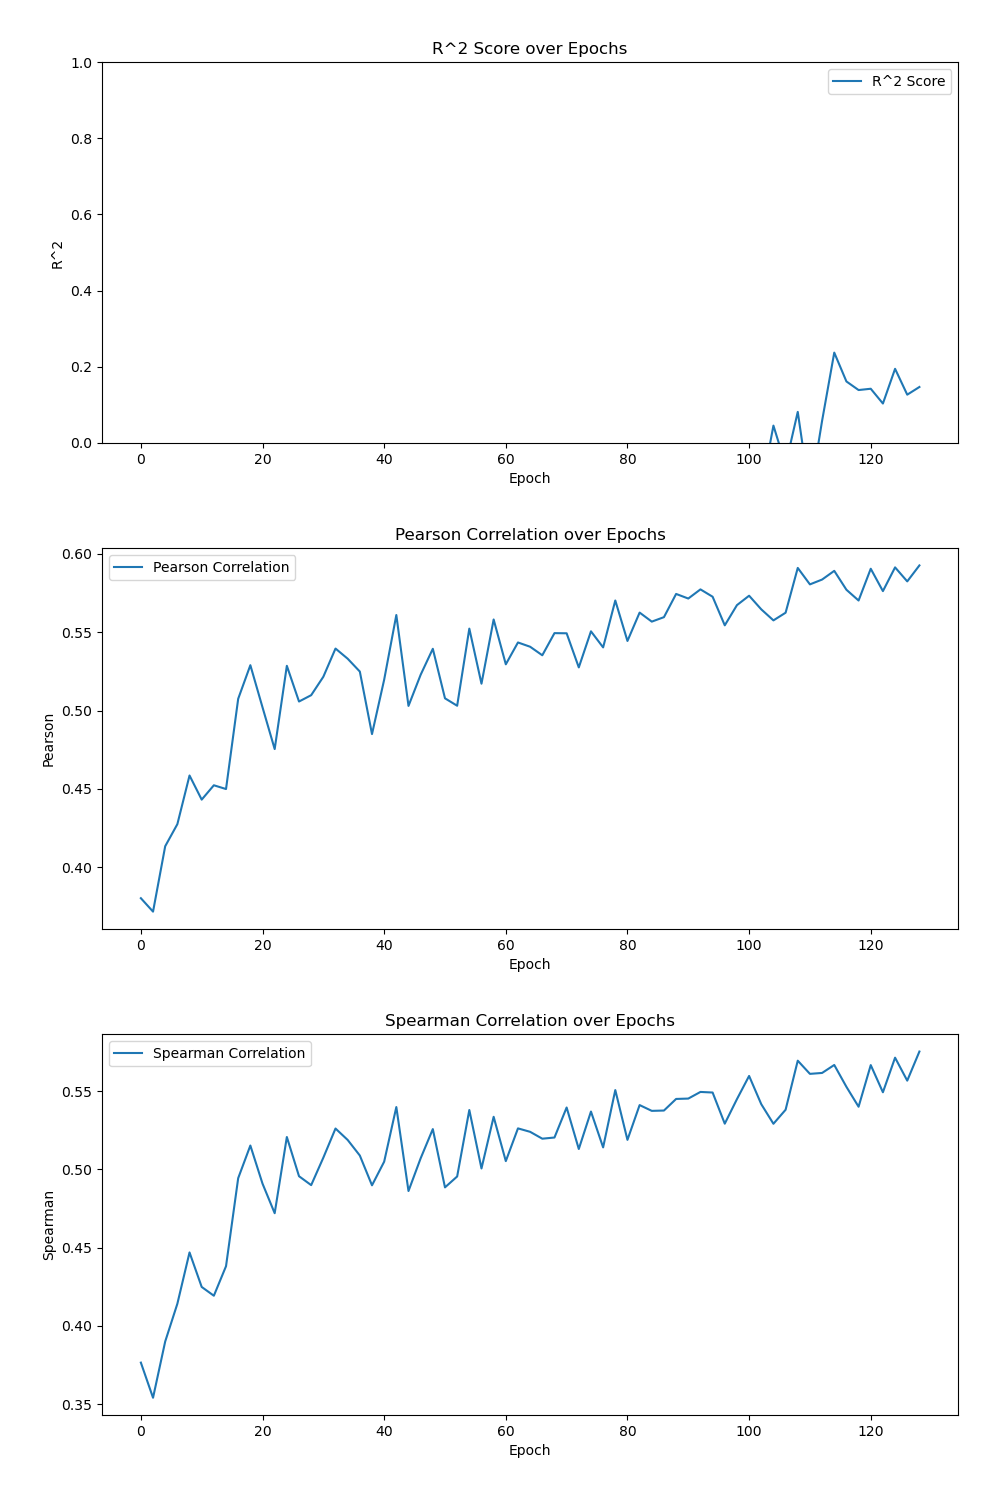 R^2 Score over Epochs
R^2 Score
1.0
0.8
0.6
0.4
0.2
0.0
R^2
0 20 40 60 80 100 120
Epoch
Pearson Correlation over Epochs
Pearson Correlation
0.60
0.55
0.50
0.45
0.40
Pearson
0 20 40 60 80 100 120
Epoch
Spearman Correlation over Epochs
Spearman Correlation
0.55
0.50
0.45
0.40
0.35
Spearman
0 20 40 60 80 100 120
Epoch